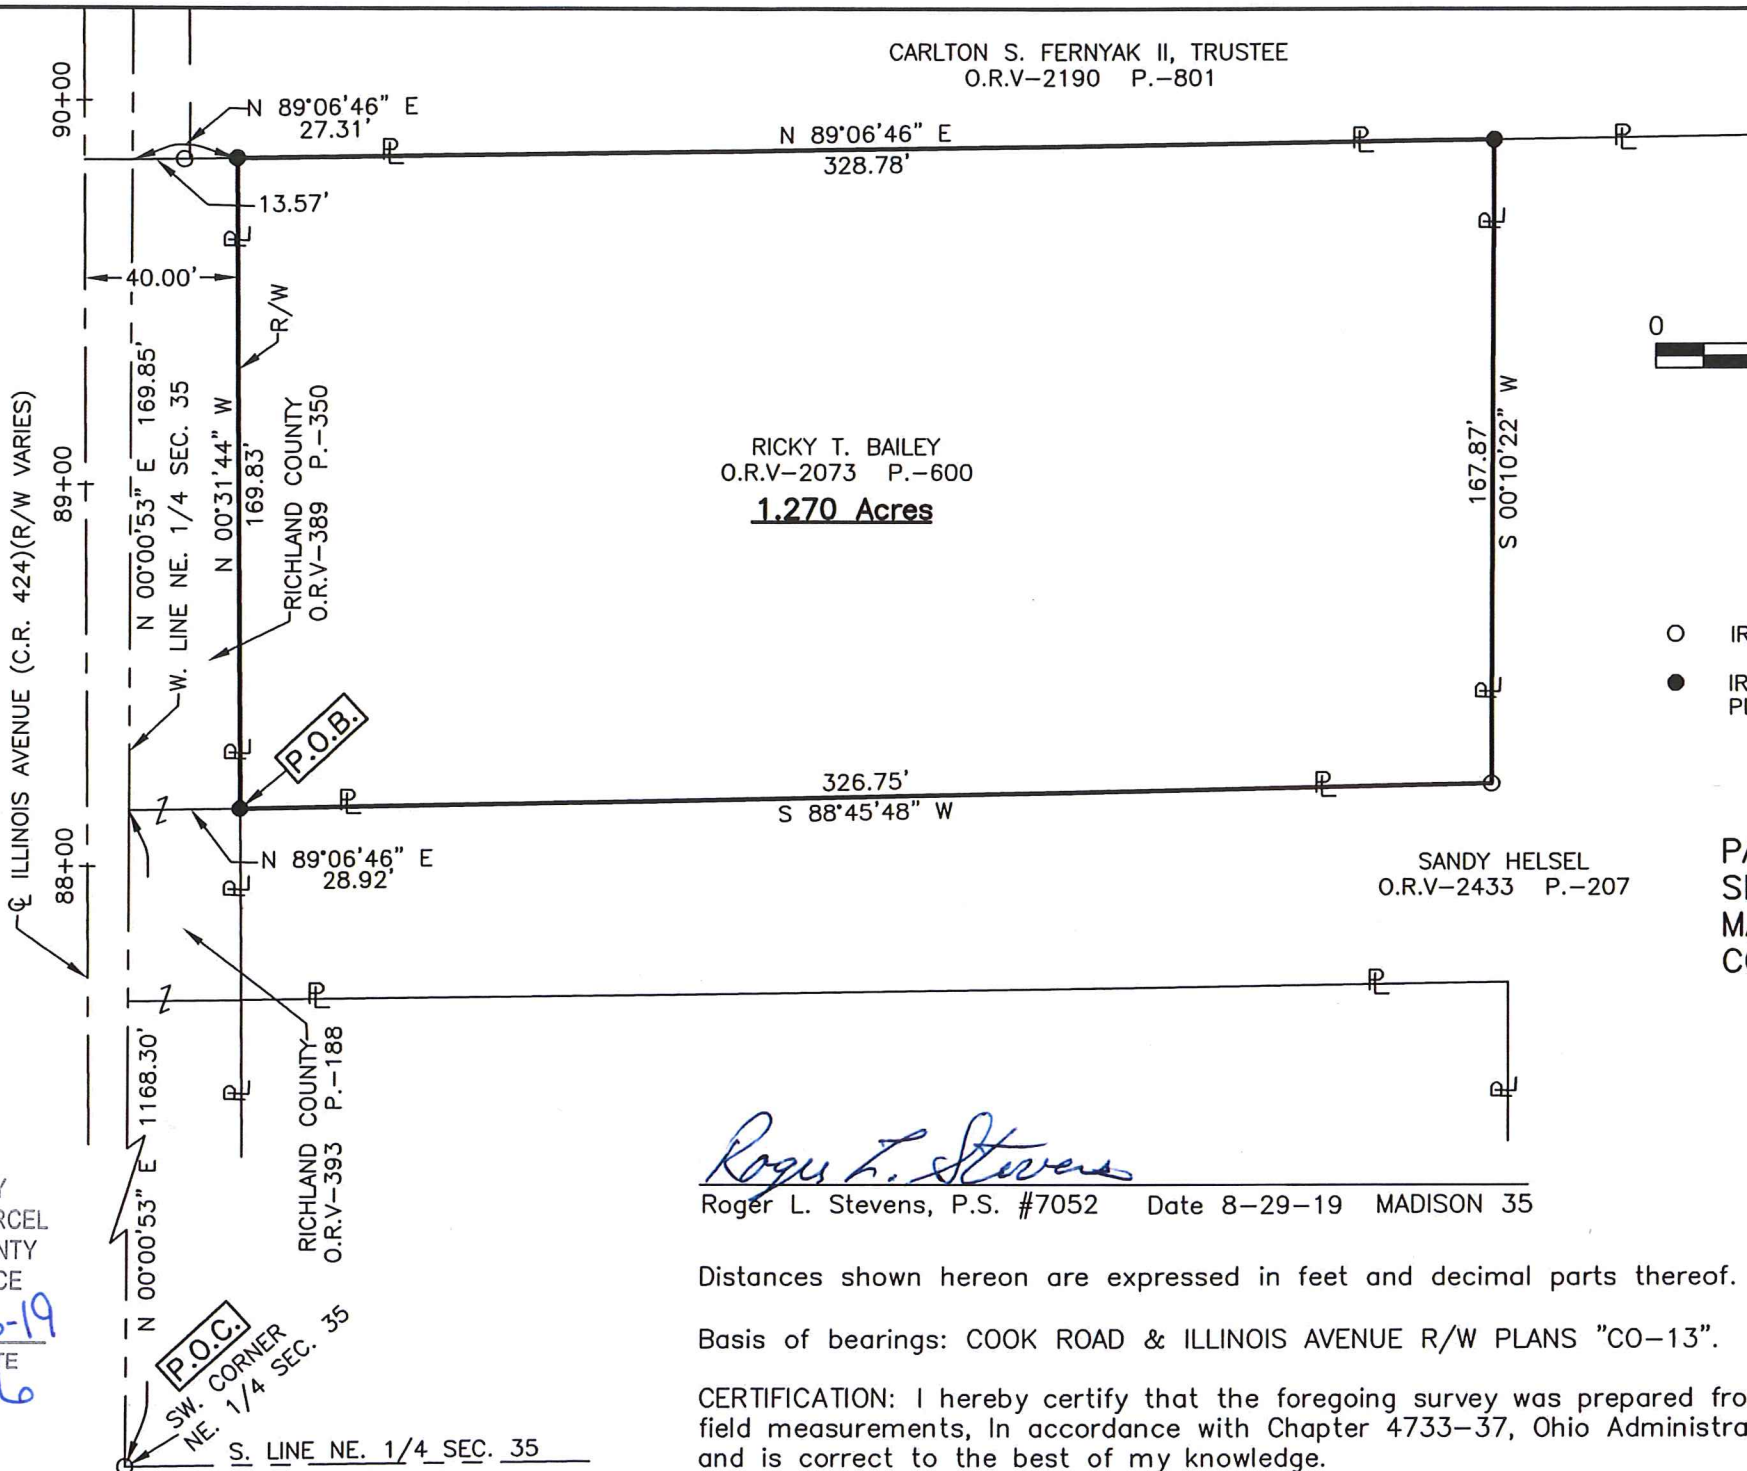 CARLTON S. FERNYAK II, TRUSTEE
O.R.V-2190 P.-801
90+00
N 89°06'46" E
27.31'
N 89°06'46" E
328.78'
13.57'
40.00'
R/W
0
ILLINOIS AVENUE (C.R. 424)(R/W VARIES)
89+00
N 00°00'53" E 169.85'
W. LINE NE. 1/4 SEC. 35
N 00°31'44" W
169.83'
RICHLAND COUNTY
O.R.V-389 P.-350
RICKY T. BAILEY
O.R.V-2073 P.-600
1.270 Acres
167.87'
S 00°10'22" W
P.O.B.
326.75'
S 88°45'48" W
88+00
N 89°06'46" E
28.92'
SANDY HELSEL
O.R.V-2433 P.-207
N 00°00'53" E 1168.30'
RICHLAND COUNTY
O.R.V-393 P.-188
P.O.C.
SW. CORNER
NE. 1/4 SEC. 35
S. LINE NE. 1/4 SEC. 35
Roger L. Stevens
Roger L. Stevens, P.S. #7052 Date 8-29-19 MADISON 35
Distances shown hereon are expressed in feet and decimal parts thereof.
Basis of bearings: COOK ROAD & ILLINOIS AVENUE R/W PLANS "CO-13".
CERTIFICATION: I hereby certify that the foregoing survey was prepared
field measurements, In accordance with Chapter 4733-37, Ohio
and is correct to the best of my knowledge.